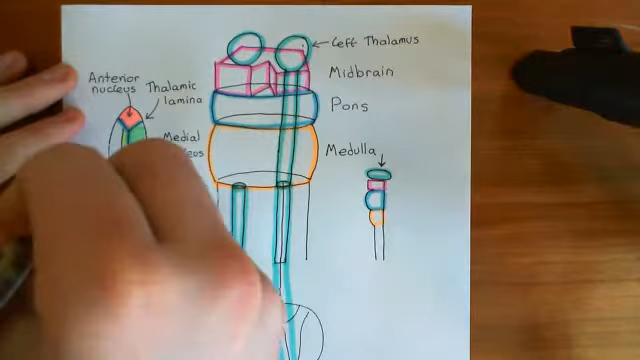 Left Thalamus
Midbrain
Anterior
nucleus
Thalamic
lamina
Pons
Medial
Medulla